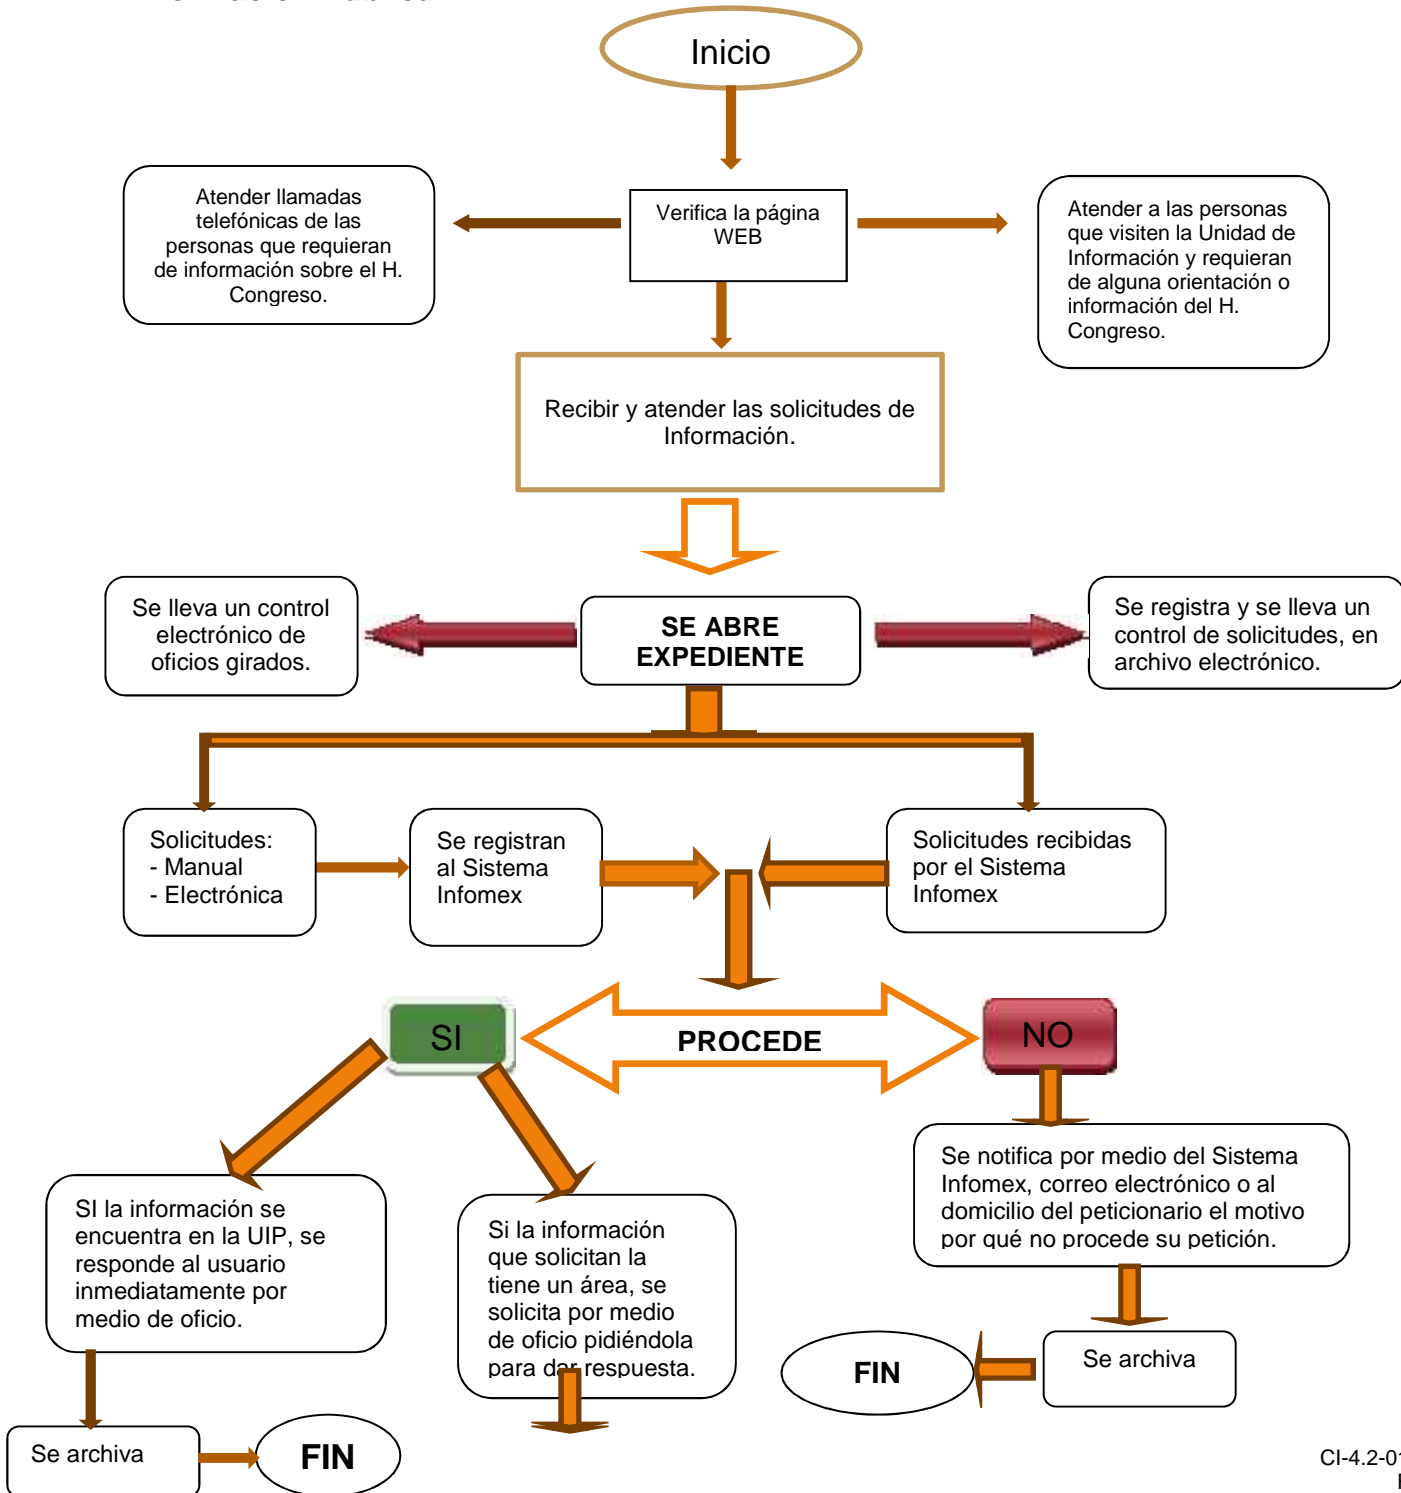 Inicio
Atender llamadas
telefónicas de las
personas que requieran
de información sobre el H.
Congreso.
Verifica la página
WEB
Atender a las personas
que visiten la Unidad de
Información y requieran
de alguna orientación o
información del H.
Congreso.
Recibir y atender las solicitudes de
Información.
Se lleva un control
electrónico de
oficios girados.
SE ABRE
EXPEDIENTE
Se registra y se lleva un
control de solicitudes, en
archivo electrónico.
Solicitudes:
- Manual
- Electrónica
Se registran
al Sistema
Infomex
Solicitudes recibidas
por el Sistema
Infomex
SI
PROCEDE
NO
SI la información se
encuentra en la UIP, se
responde al usuario
inmediatamente por
medio de oficio.
Si la información
que solicitan la
tiene un área, se
solicita por medio
de oficio pidiéndola
para dar respuesta.
Se notifica por medio del Sistema
Infomex, correo electrónico o al
domicilio del peticionario el motivo
por qué no procede su petición.
Se archiva
FIN
Se archiva
FIN
CI-4.2-01